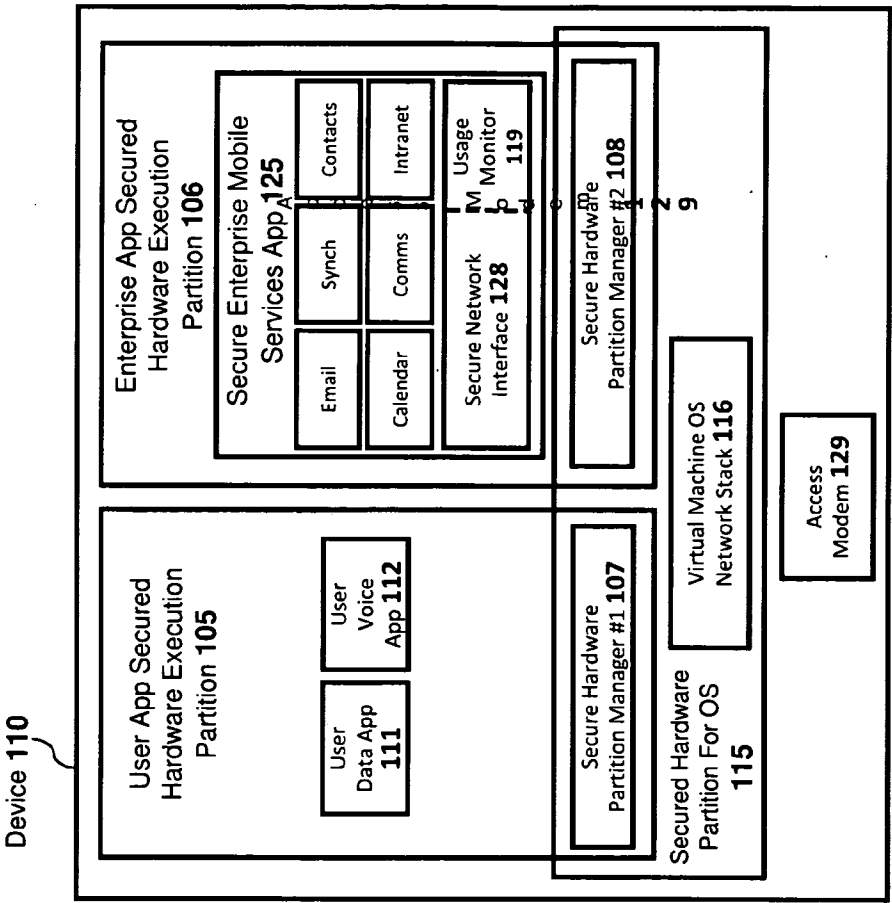 Device 110
User App Secured
Hardware Execution
Partition 105
User
Data App
111
User
Voice
App 112
Secure Hardware
Partition Manager #1 107
Enterprise App Secured
Hardware Execution
Partition 106
Secure Enterprise Mobile
Services App 125
Email
Synch
Contacts
Calendar
Comms
Intranet
Secure Network
Interface 128
Usage
Monitor
119
Secure Hardware
Partition Manager #2 108
Secured Hardware
Partition For OS
115
Virtual Machine OS
Network Stack 116
Access
Modem 129